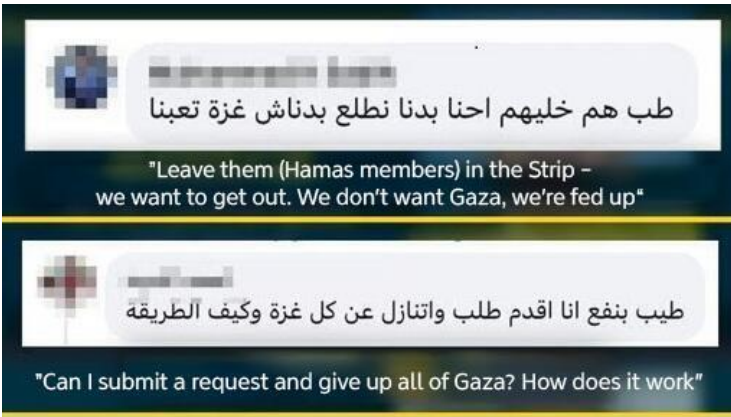 طب هم خليهم احنا بدنا نطلع بدناش غزة تعبنا
"Leave them (Hamas members) in the Strip –
we want to get out. We don't want Gaza, we're fed up“
طيب بنفع انا اقدم طلب واتنازل عن كل غزة وكيف الطريقه
"Can I submit a request and give up all of Gaza? How does it work”